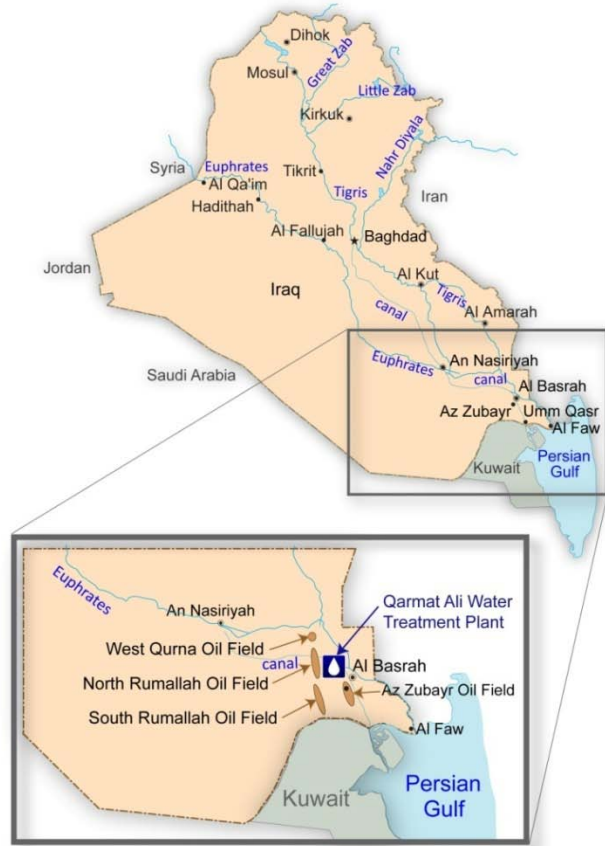 Dihok
Great Zab
Mosul
Little Zab
Kirkuk
Nahr Diyala
Syria
Euphrates
Tikrit
Al Qa'im
Tigris
Iran
Hadithah
Al Fallujah
Baghdad
Jordan
Al Kut
Iraq
Tigris
canal
Al Amarah
Euphrates
An Nasiriyah
Saudi Arabia
canal
Al Basrah
Az Zubayr
Umm Qasr
Al Faw
Kuwait
Persian
Gulf
Euphrates
Qarmat Ali Water
Treatment Plant
An Nasiriyah
West Qurna Oil Field
canal
Al Basrah
North Rumallah Oil Field
Az Zubayr Oil Field
South Rumallah Oil Field
Al Faw
Kuwait
Persian
Gulf